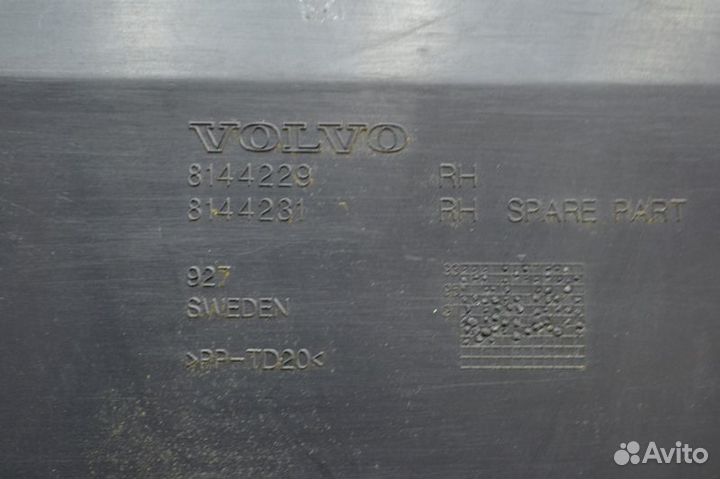 VOLVO
8144229 RH
8144231 RH SPARE PART
927
SWEDEN
>PP-TD20<
Avito